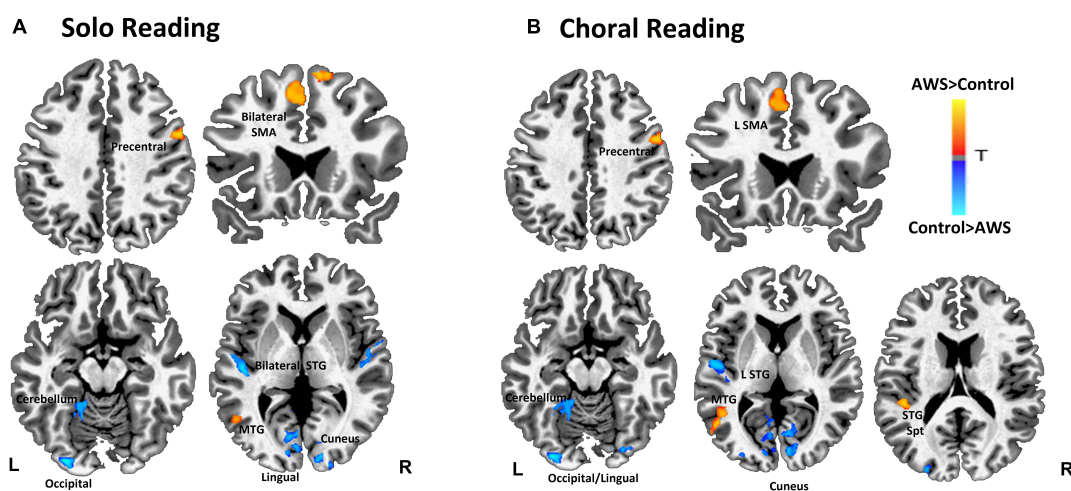 A Solo Reading
B Choral Reading
Bilateral
SMA
Precentral
L SMA
Precentral
AWS>Control
T
Control>AWS
Bilateral STG
Cerebellum
MTG
Cuneus
L
Occipital
Lingual
R
L STG
Cerebellum
MTG
STG
Spt
L
Occipital/Lingual
Cuneus
R